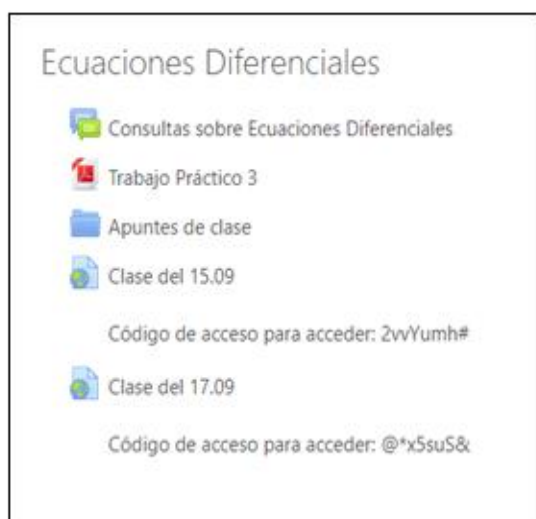 Ecuaciones Diferenciales
Consultas sobre Ecuaciones Diferenciales
Trabajo Práctico 3
Apuntes de clase
Clase del 15.09
Código de acceso para acceder: 2vvYumh#
Clase del 17.09
Código de acceso para acceder: @*x5suS&